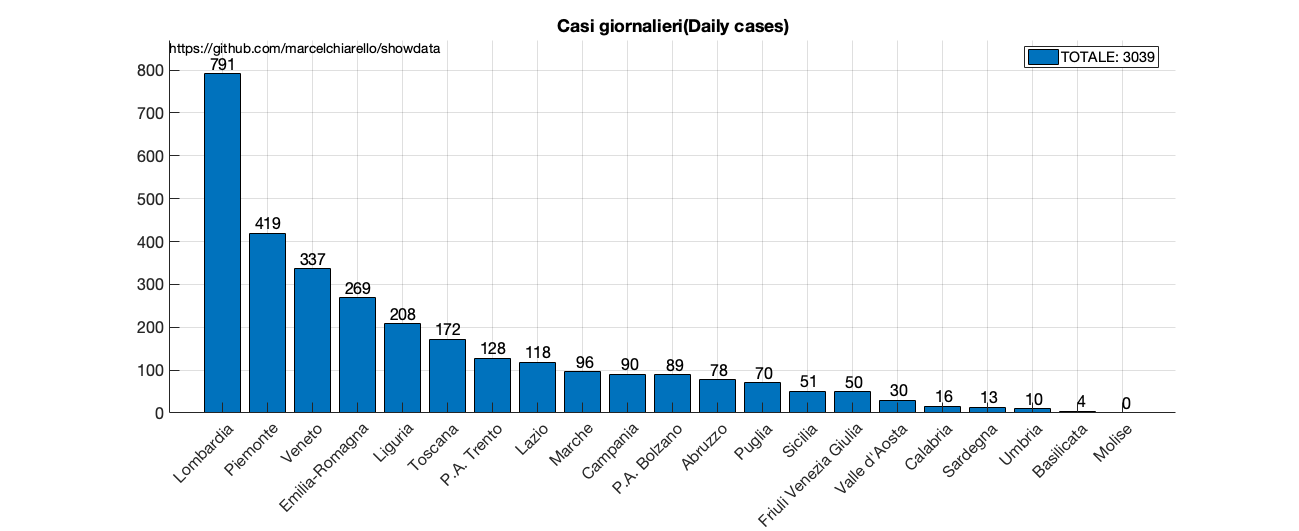 Casi giornalieri(Daily cases)
https://github.com/marcelchiarello/showdata
TOTALE: 3039
800
700
600
500
400
300
200
100
0
791
419
337
269
208
172
128
118
96
90
89
78
70
51
50
30
16
13
10
4
0
Lombardia
Piemonte
Veneto
Emilia-Romagna
Liguria
Toscana
P.A. Trento
Lazio
Marche
Campania
P.A. Bolzano
Abruzzo
Puglia
Sicilia
Friuli Venezia Giulia
Valle d'Aosta
Calabria
Sardegna
Umbria
Basilicata
Molise